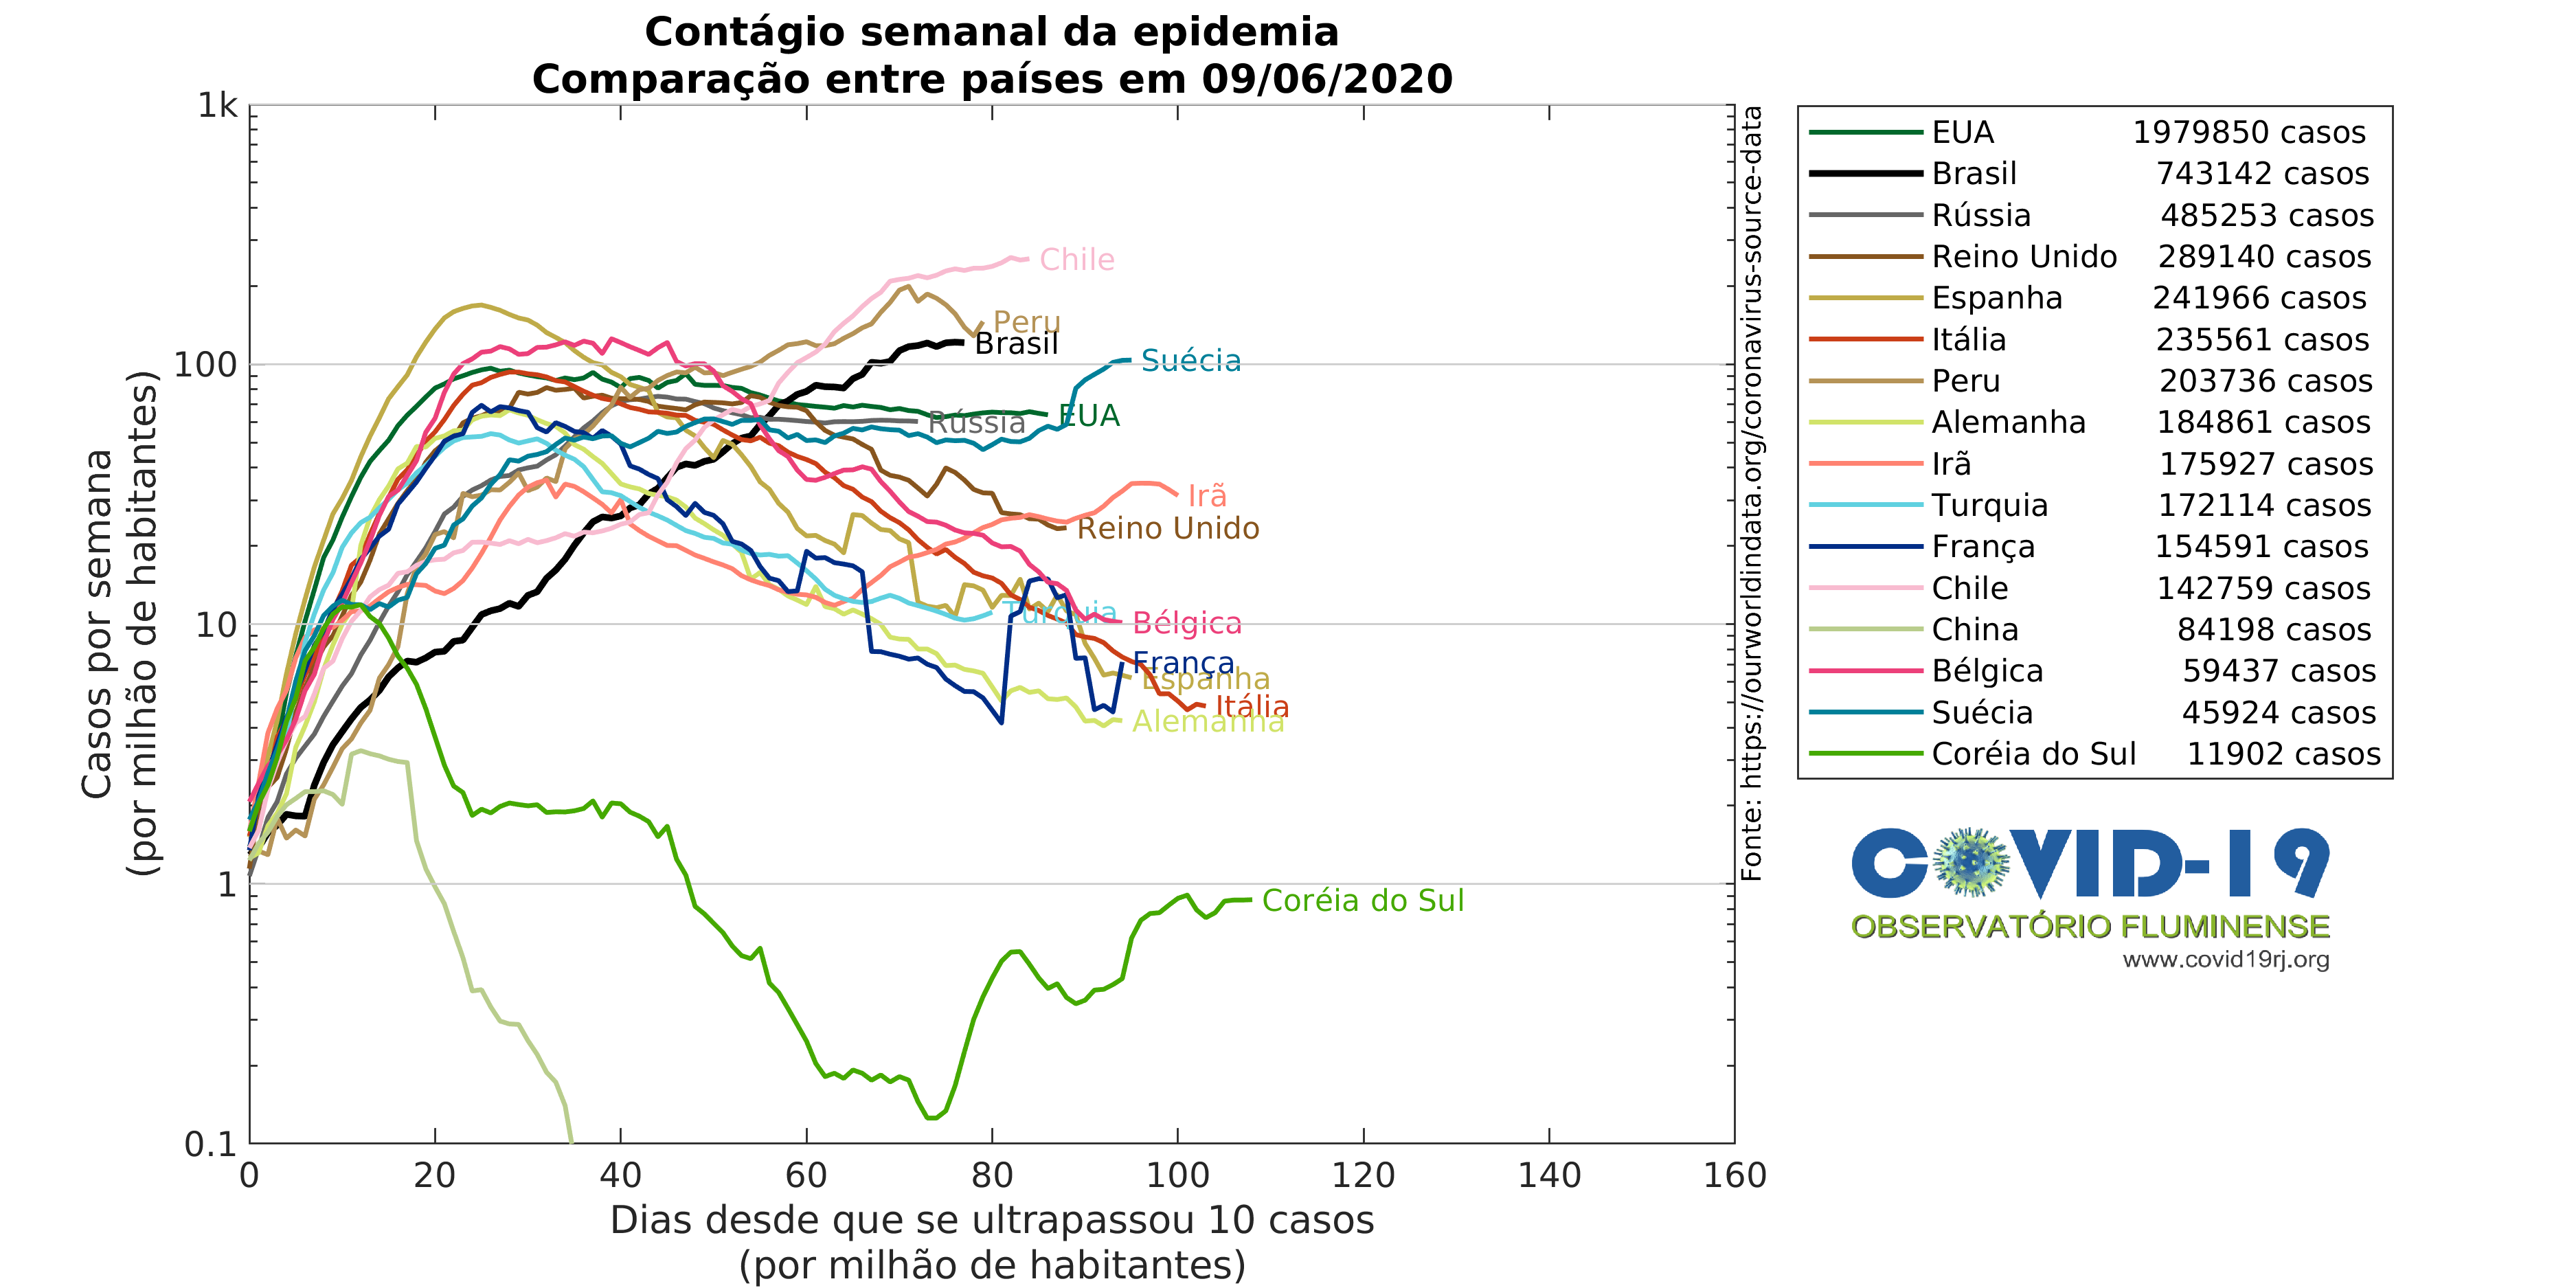 Contágio semanal da epidemia
Comparação entre países em 09/06/2020
Casos por semana
(por milhão de habitantes)
1k
100
10
1
0.1
Chile
Peru
Brasil
Suécia
EUA
Rússia
Irã
Reino Unido
Turquia
Bélgica
França
Espanha
Itália
Alemanha
Coréia do Sul
0 20 40 60 80 100 120 140 160
Dias desde que se ultrapassou 10 casos
(por milhão de habitantes)
Fonte: https://ourworldindata.org/coronavirus-source-data
EUA 1979850 casos
Brasil 743142 casos
Rússia 485253 casos
Reino Unido 289140 casos
Espanha 241966 casos
Itália 235561 casos
Peru 203736 casos
Alemanha 184861 casos
Irã 175927 casos
Turquia 172114 casos
França 154591 casos
Chile 142759 casos
China 84198 casos
Bélgica 59437 casos
Suécia 45924 casos
Coréia do Sul 11902 casos
COVID-19
OBSERVATÓRIO FLUMINENSE
www.covid19rj.org